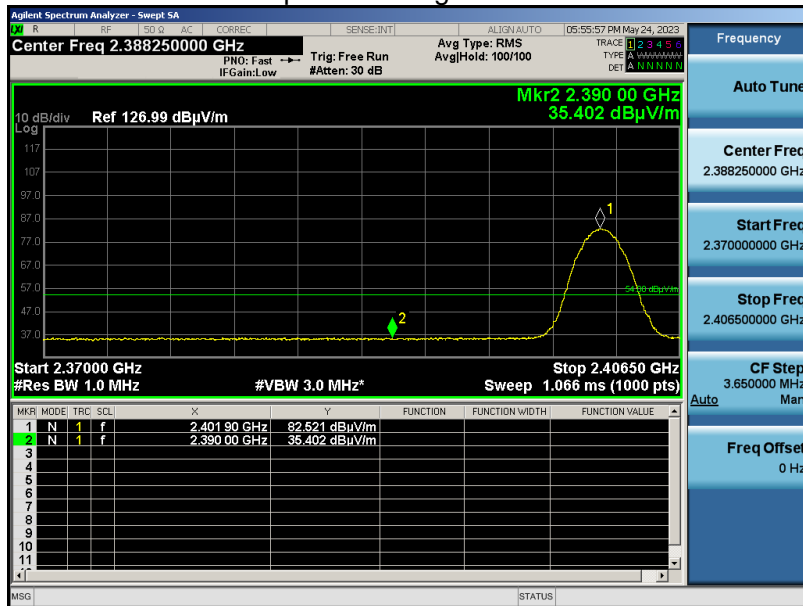 Agilent Spectrum Analyzer - Swept SA
LXI R RF 50 Ω AC CORREC SENSE:INT ALIGN AUTO 05:55:57 PM May 24, 2023
Center Freq 2.388250000 GHz
PNO: Fast
IFGain:Low
Trig: Free Run
#Atten: 30 dB
Avg Type: RMS
Avg|Hold: 100/100
TRACE 1 2 3 4 5 6
TYPE A
DET A N N N N N
Mkr2 2.390 00 GHz
35.402 dBµV/m
10 dB/div Ref 126.99 dBµV/m
Log
117
107
97.0
87.0
77.0
67.0
57.0
47.0
37.0
1
2
Start 2.37000 GHz Stop 2.40650 GHz
#Res BW 1.0 MHz #VBW 3.0 MHz* Sweep 1.066 ms (1000 pts)
MKR MODE TRC SCL X Y FUNCTION FUNCTION WIDTH FUNCTION VALUE
1 N 1 f 2.401 90 GHz 82.521 dBµV/m
2 N 1 f 2.390 00 GHz 35.402 dBµV/m
3
4
5
6
7
8
9
10
11
MSG STATUS
Frequency
Auto Tune
Center Freq
2.388250000 GHz
Start Freq
2.370000000 GHz
Stop Freq
2.406500000 GHz
CF Step
3.650000 MHz
Auto Man
Freq Offset
0 Hz